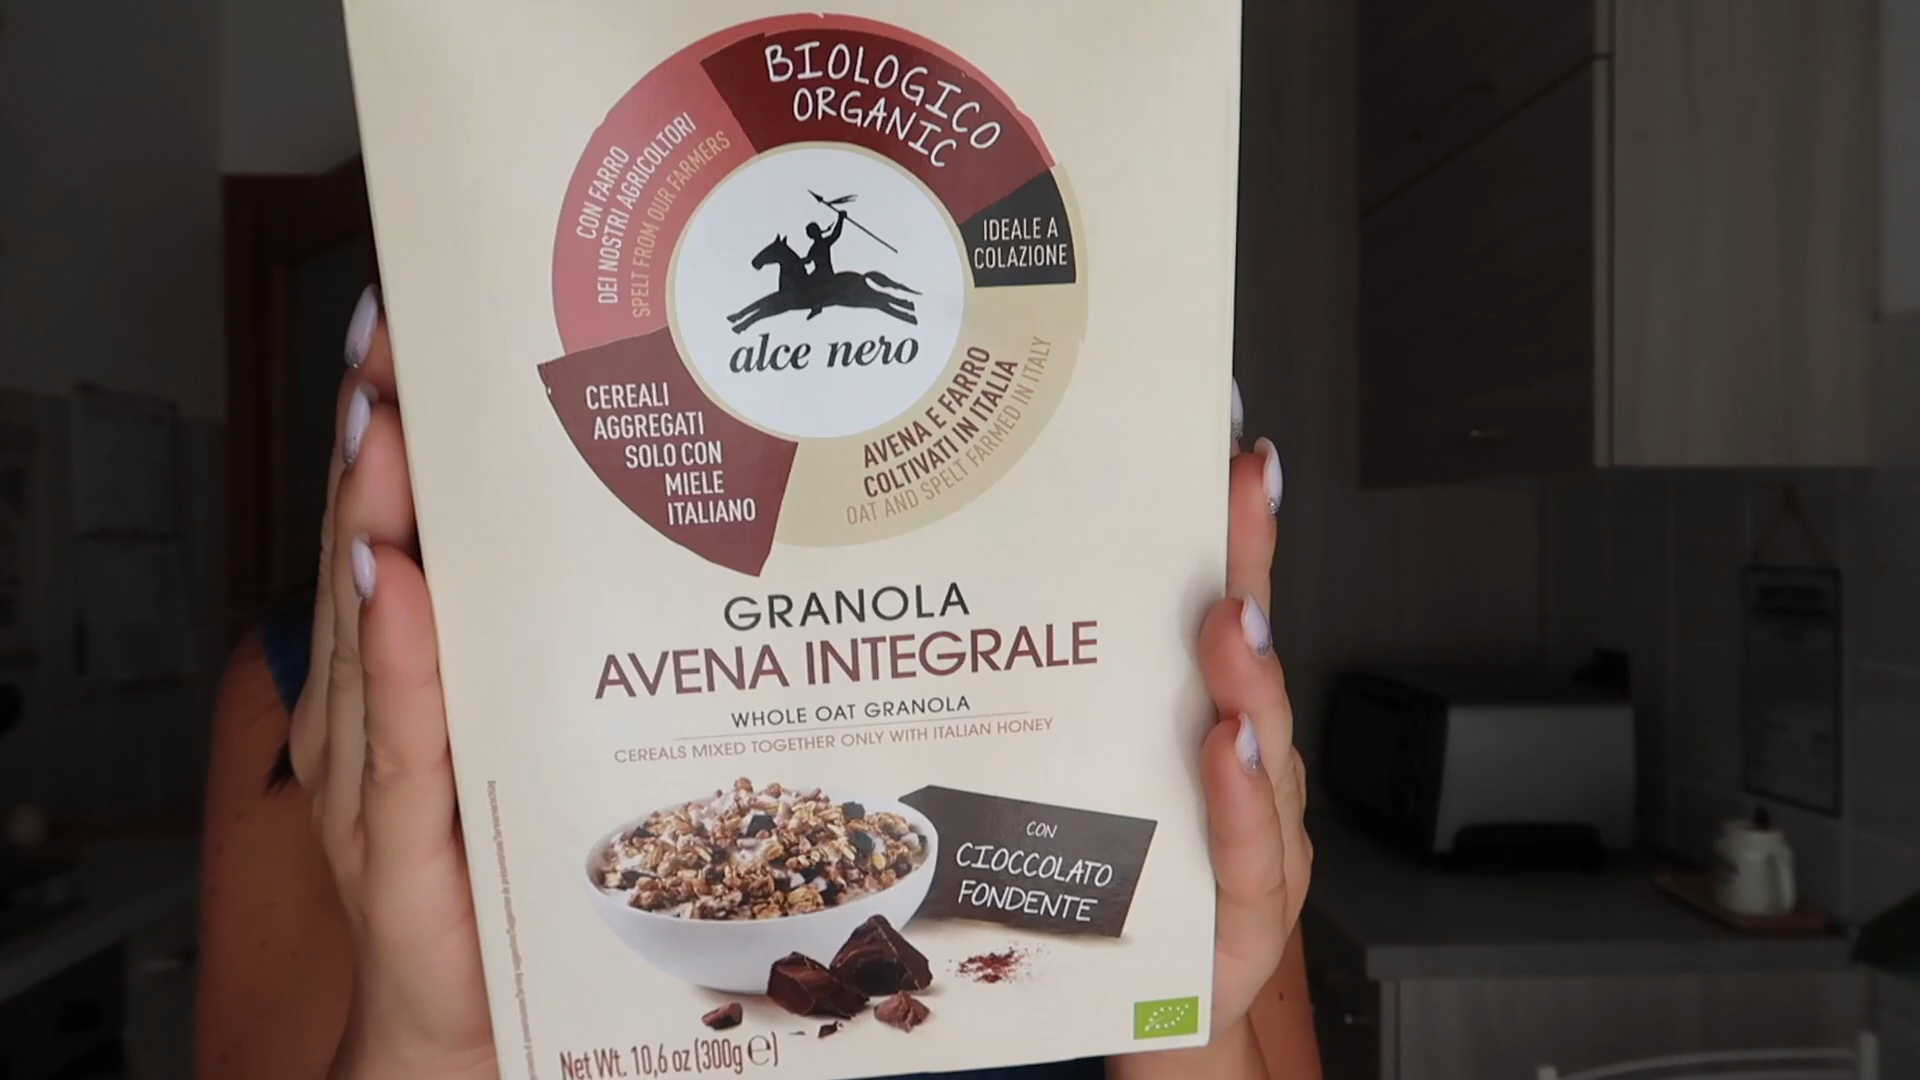 BIOLOGICO
ORGANIC
CON FARRO
DEI NOSTRI AGRICOLTORI
SPELT FROM OUR FARMERS
IDEALE A
COLAZIONE
alce nero
CEREALI
AGGREGATI
SOLO CON
MIELE
ITALIANO
AVENA E FARRO
COLTIVATI IN ITALIA
OAT AND SPELT FARMED IN ITALY
GRANOLA
AVENA INTEGRALE
WHOLE OAT GRANOLA
CEREALS MIXED TOGETHER ONLY WITH ITALIAN HONEY
CON
CIOCCOLATO
FONDENTE
Net Wt. 10,6 oz (300g ℮)